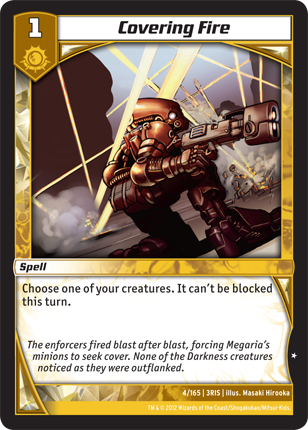 1
Covering Fire
Spell
Choose one of your creatures. It can't be blocked
this turn.
The enforcers fired blast after blast, forcing Megaria's
minions to seek cover. None of the Darkness creatures
noticed as they were outflanked.
4/165 | 3RIS | illus. Masaki Hirooka
TM & © 2012 Wizards of the Coast/Shogakukan/Mitsui-Kids